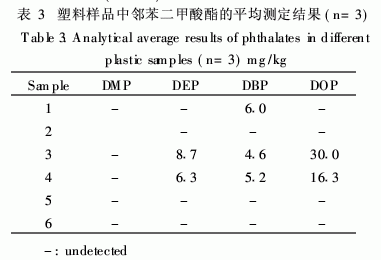 表 3 塑料样品中邻苯二甲酸酯的平均测定结果 (n= 3)
Table 3. Analytical average results of phthalates in different
plastic samples (n= 3) mg/kg
Sample DMP DEP DBP DOP
1 – – 6.0 –
2 – – – –
3 – 8.7 4.6 30.0
4 – 6.3 5.2 16.3
5 – – – –
6 – – – –
–: undetected